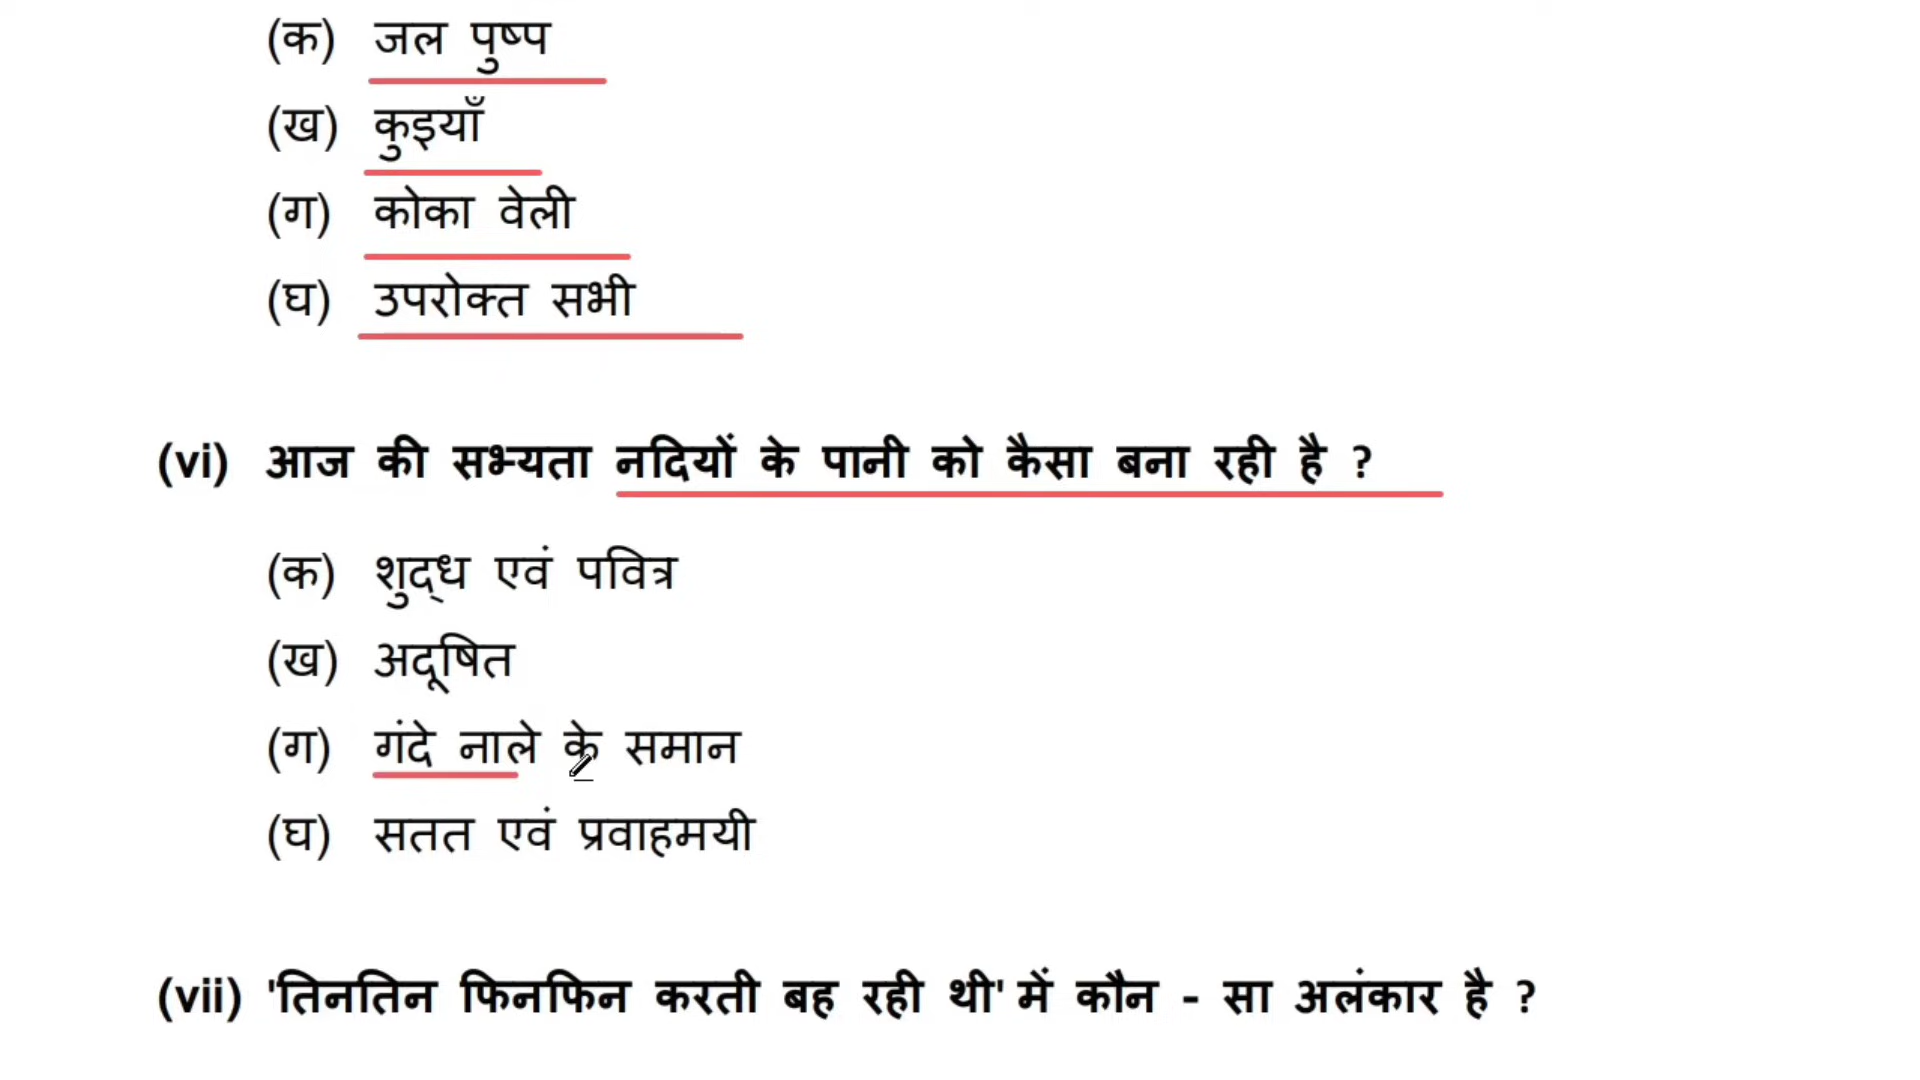 (क) जल पुष्प
(ख) कुइयाँ
(ग) कोका वेली
(घ) उपरोक्त सभी
(vi) आज की सभ्यता नदियों के पानी को कैसा बना रही है ?
(क) शुद्ध एवं पवित्र
(ख) अदूषित
(ग) गंदे नाले के समान
(घ) सतत एवं प्रवाहमयी
(vii) 'तिनतिन फिनफिन करती बह रही थी' में कौन - सा अलंकार है ?